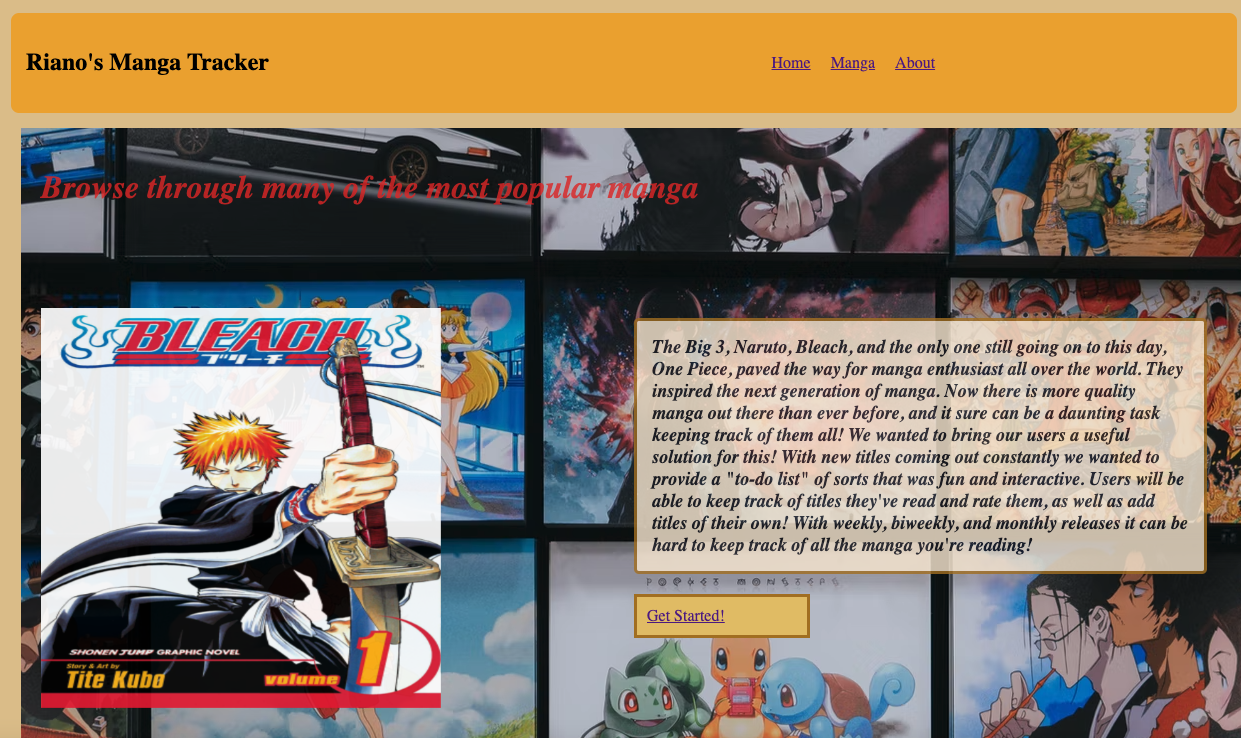 Riano's Manga Tracker
Home Manga About
Browse through many of the most popular manga
BLEACH
ブリーチ
TM
SHONEN JUMP GRAPHIC NOVEL
Story & Art by
Tite Kubo
volume 1
The Big 3, Naruto, Bleach, and the only one still going on to this day,
One Piece, paved the way for manga enthusiast all over the world. They
inspired the next generation of manga. Now there is more quality
manga out there than ever before, and it sure can be a daunting task
keeping track of them all! We wanted to bring our users a useful
solution for this! With new titles coming out constantly we wanted to
provide a "to-do list" of sorts that was fun and interactive. Users will be
able to keep track of titles they've read and rate them, as well as add
titles of their own! With weekly, biweekly, and monthly releases it can be
hard to keep track of all the manga you're reading!
Get Started!